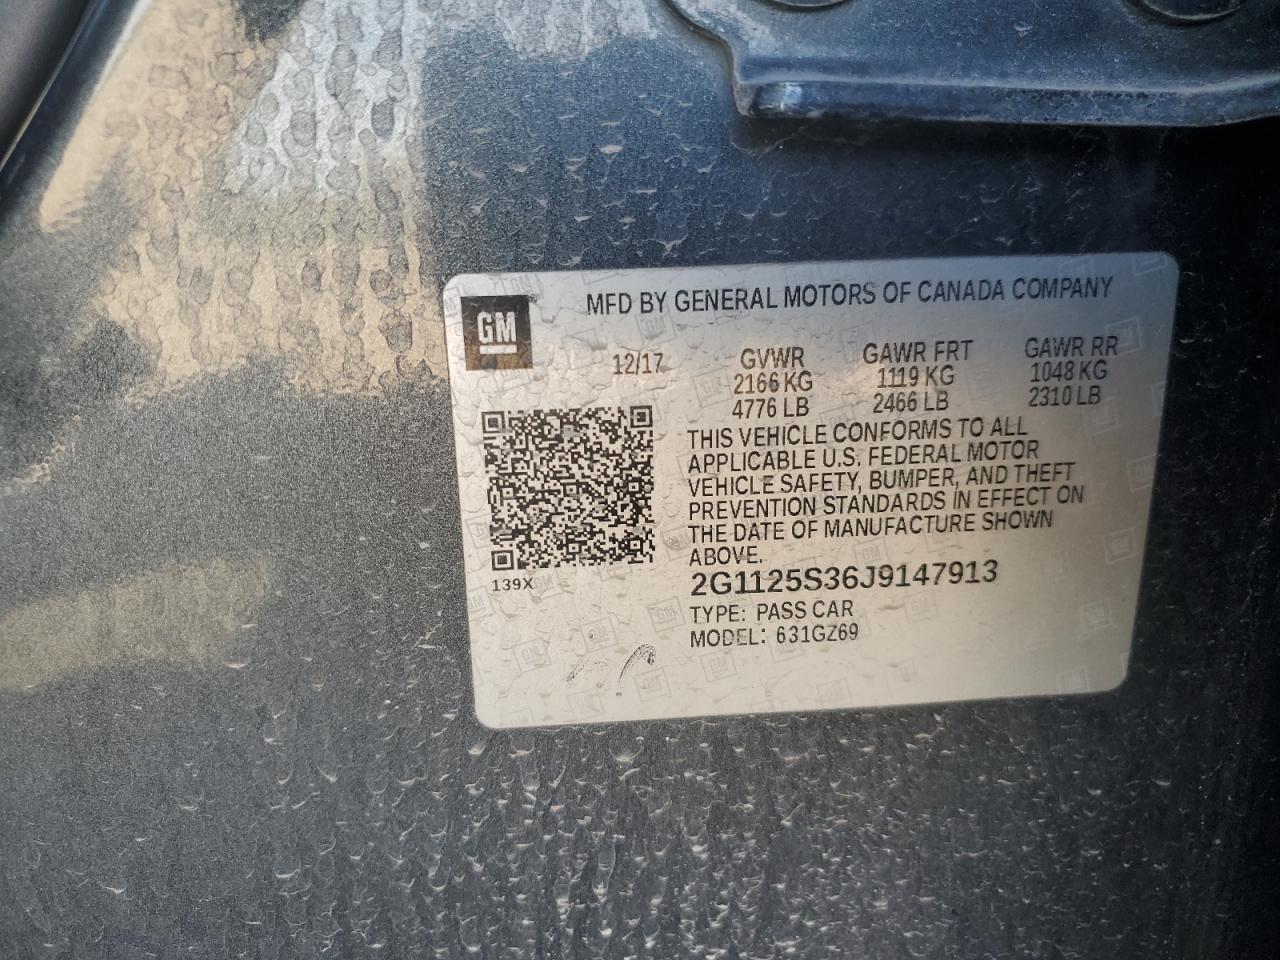 MFD BY GENERAL MOTORS OF CANADA COMPANY
GM
12/17 GVWR GAWR FRT GAWR RR
2166 KG 1119 KG 1048 KG
4776 LB 2466 LB 2310 LB
THIS VEHICLE CONFORMS TO ALL
APPLICABLE U.S. FEDERAL MOTOR
VEHICLE SAFETY, BUMPER, AND THEFT
PREVENTION STANDARDS IN EFFECT ON
THE DATE OF MANUFACTURE SHOWN
ABOVE.
139X
2G1125S36J9147913
TYPE: PASS CAR
MODEL: 631GZ69